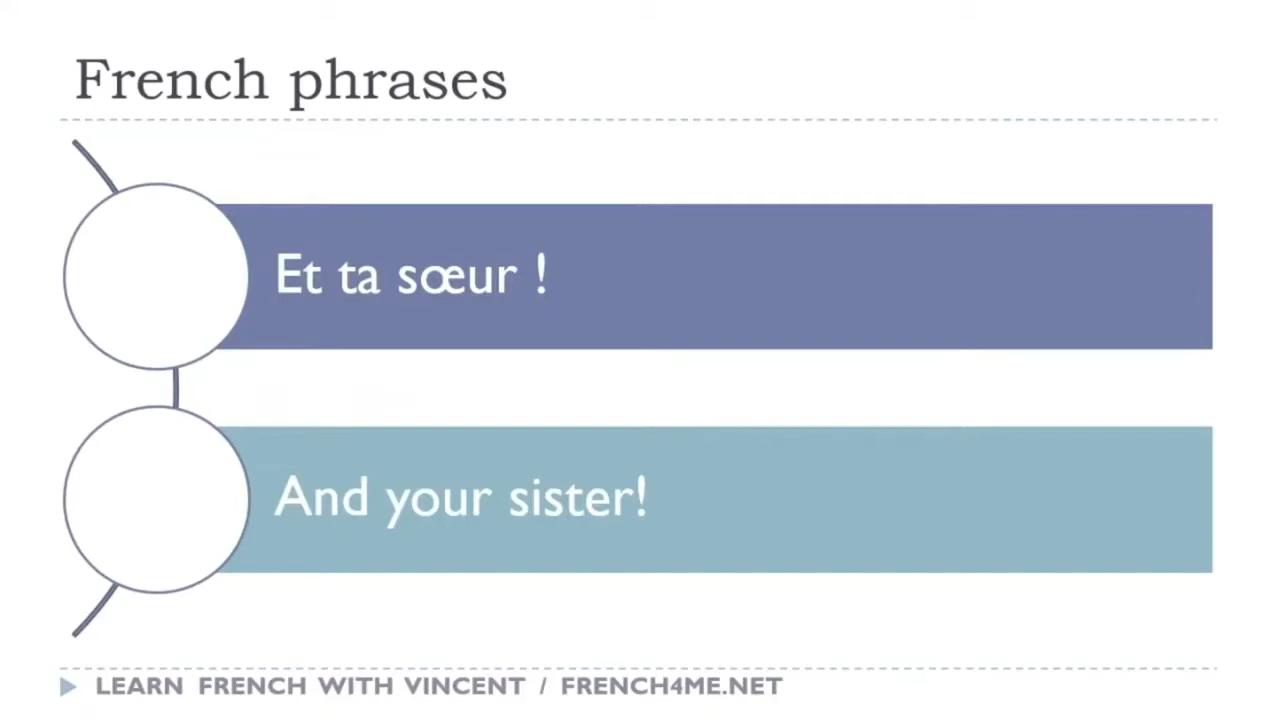 French phrases
Et ta sœur !
And your sister!
LEARN FRENCH WITH VINCENT / FRENCH4ME.NET